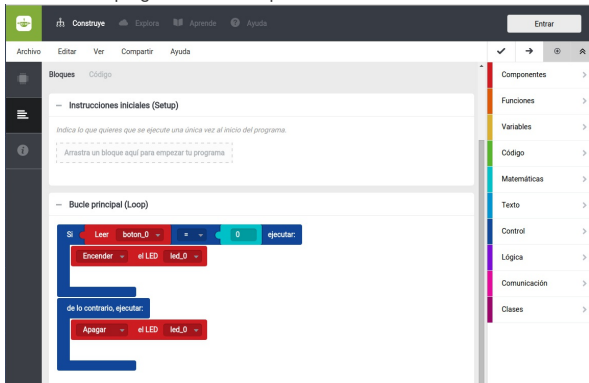 Construye Explora Aprende Ayuda Entrar
Archivo Editar Ver Compartir Ayuda
Bloques Código
Instrucciones iniciales (Setup)
Indica lo que quieres que se ejecute una única vez al inicio del programa.
Arrastra un bloque aquí para empezar tu programa
Bucle principal (Loop)
Si Leer boton_0 = 0 ejecutar:
Encender el LED led_0
de lo contrario, ejecutar:
Apagar el LED led_0
Componentes
Funciones
Variables
Código
Matemáticas
Texto
Control
Lógica
Comunicación
Clases